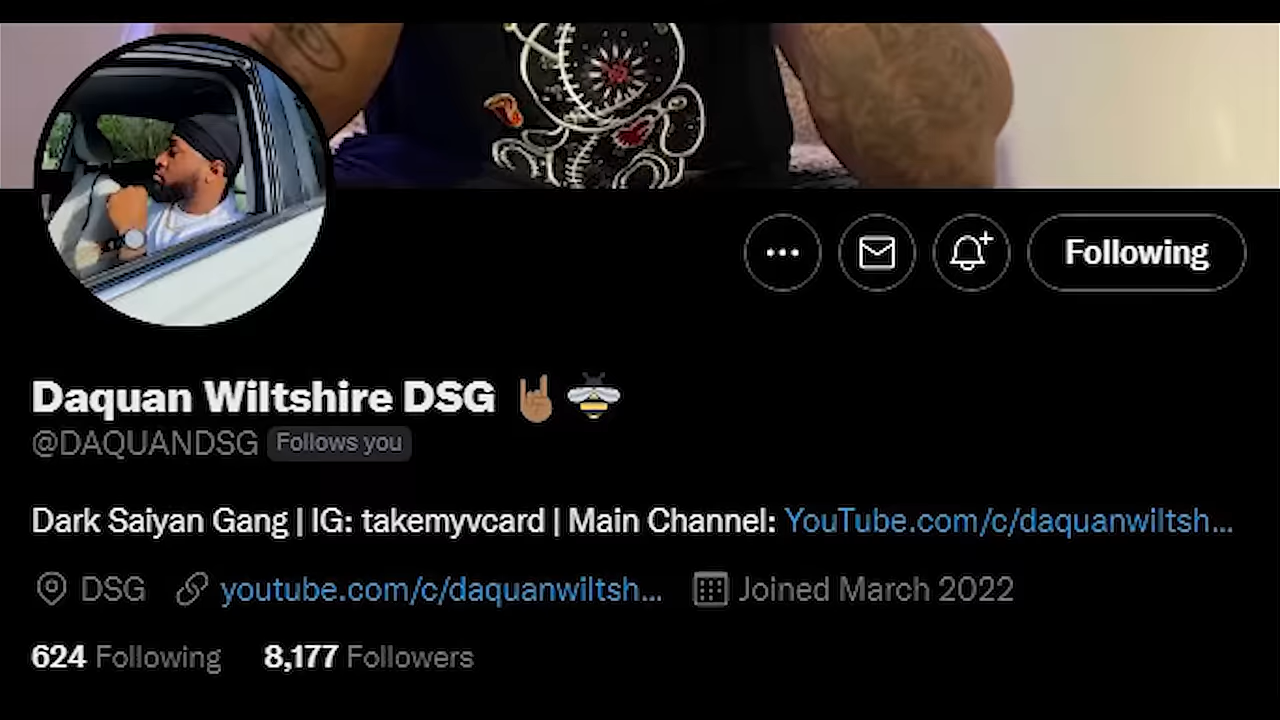 Following
Daquan Wiltshire DSG 🤘🏽 🐝
@DAQUANDSG Follows you
Dark Saiyan Gang | IG: takemyvcard | Main Channel: YouTube.com/c/daquanwiltsh...
DSG youtube.com/c/daquanwiltsh... Joined March 2022
624 Following 8,177 Followers